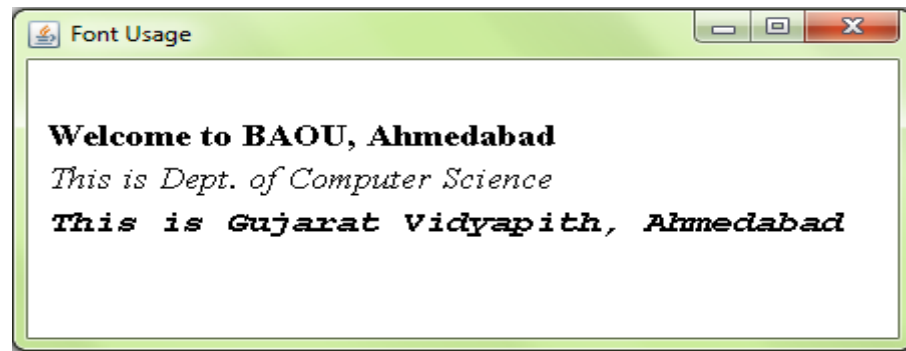 Font Usage
Welcome to BAOU, Ahmedabad
This is Dept. of Computer Science
This is Gujarat Vidyapith, Ahmedabad